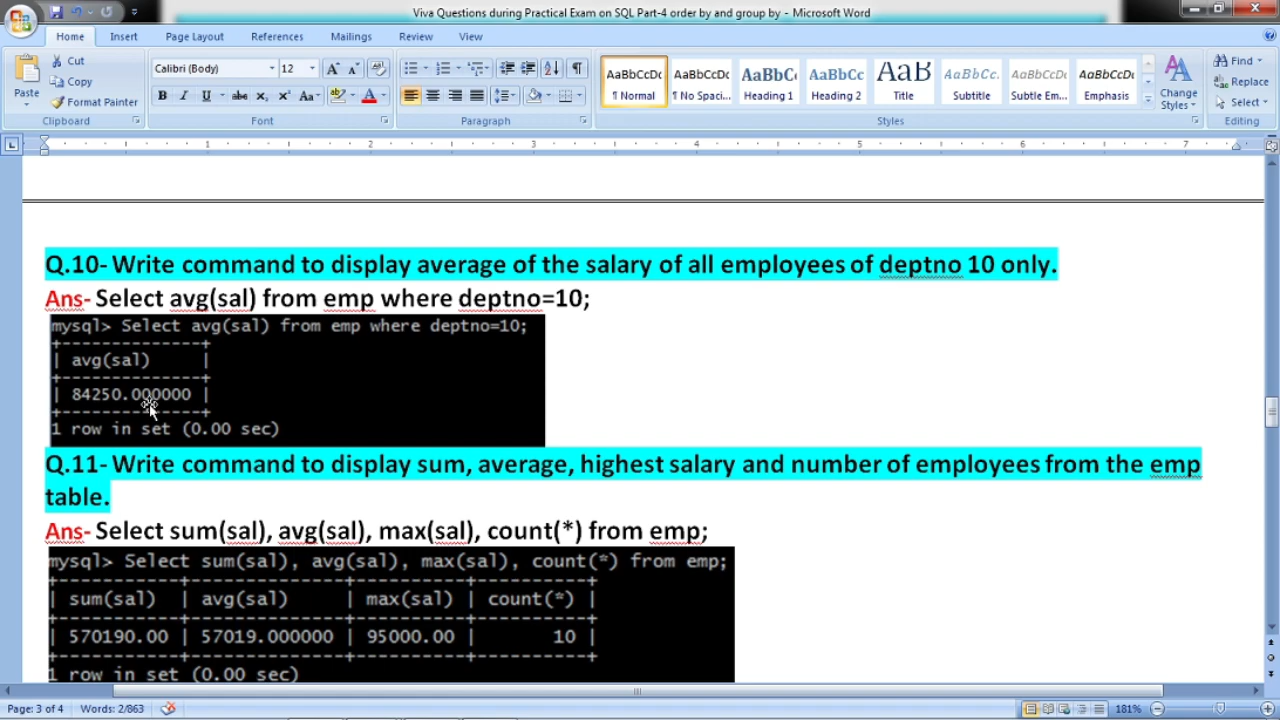 Viva Questions during Practical Exam on SQL Part-4 order by and group by - Microsoft Word
Home Insert Page Layout References Mailings Review View
Paste Cut Copy Format Painter Clipboard
Calibri (Body) 12 Font
Paragraph
AaBbCcDc AaBbCcDc AaBbC AaBbCc AaB AaBbCc. AaBbCcDc AaBbCcDc
¶ Normal ¶ No Spaci... Heading 1 Heading 2 Title Subtitle Subtle Em... Emphasis
Styles
Change Styles
Find Replace Select Editing
1 2 3 4 5 6 7
Q.10- Write command to display average of the salary of all employees of deptno 10 only.
Ans- Select avg(sal) from emp where deptno=10;
mysql> Select avg(sal) from emp where deptno=10;
+--------------+
| avg(sal) |
+--------------+
| 84250.000000 |
+--------------+
1 row in set (0.00 sec)
Q.11- Write command to display sum, average, highest salary and number of employees from the emp
table.
Ans- Select sum(sal), avg(sal), max(sal), count(*) from emp;
mysql> Select sum(sal), avg(sal), max(sal), count(*) from emp;
+-----------+--------------+----------+----------+
| sum(sal) | avg(sal) | max(sal) | count(*) |
+-----------+--------------+----------+----------+
| 570190.00 | 57019.000000 | 95000.00 | 10 |
+-----------+--------------+----------+----------+
1 row in set (0.00 sec)
Page: 3 of 4 Words: 2/863 181%